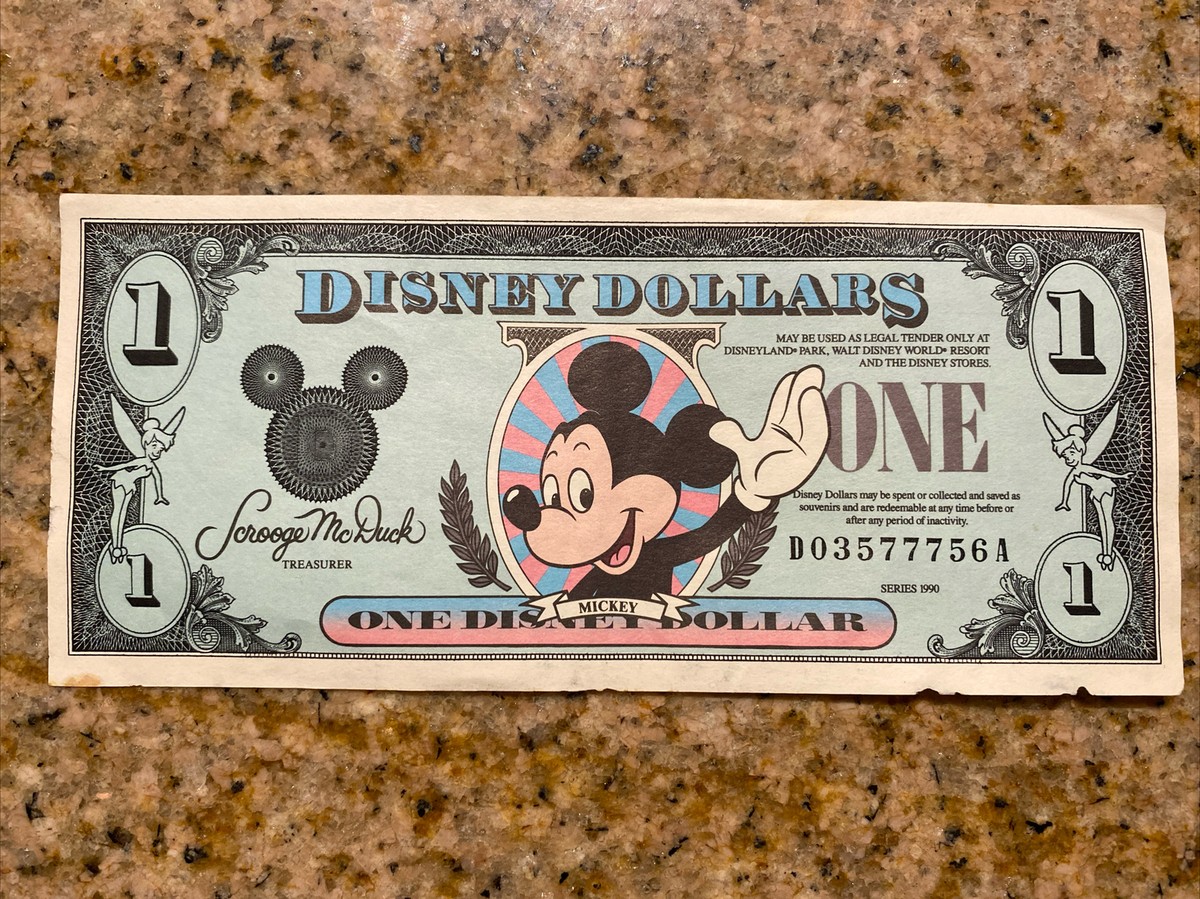 DISNEY DOLLARS
1
1
MAY BE USED AS LEGAL TENDER ONLY AT
DISNEYLAND® PARK, WALT DISNEY WORLD® RESORT
AND THE DISNEY STORES.
ONE
Disney Dollars may be spent or collected and saved as
souvenirs and are redeemable at any time before or
after any period of inactivity.
Scrooge McDuck
TREASURER
D03577756A
1
1
SERIES 1990
MICKEY
ONE DISNEY DOLLAR